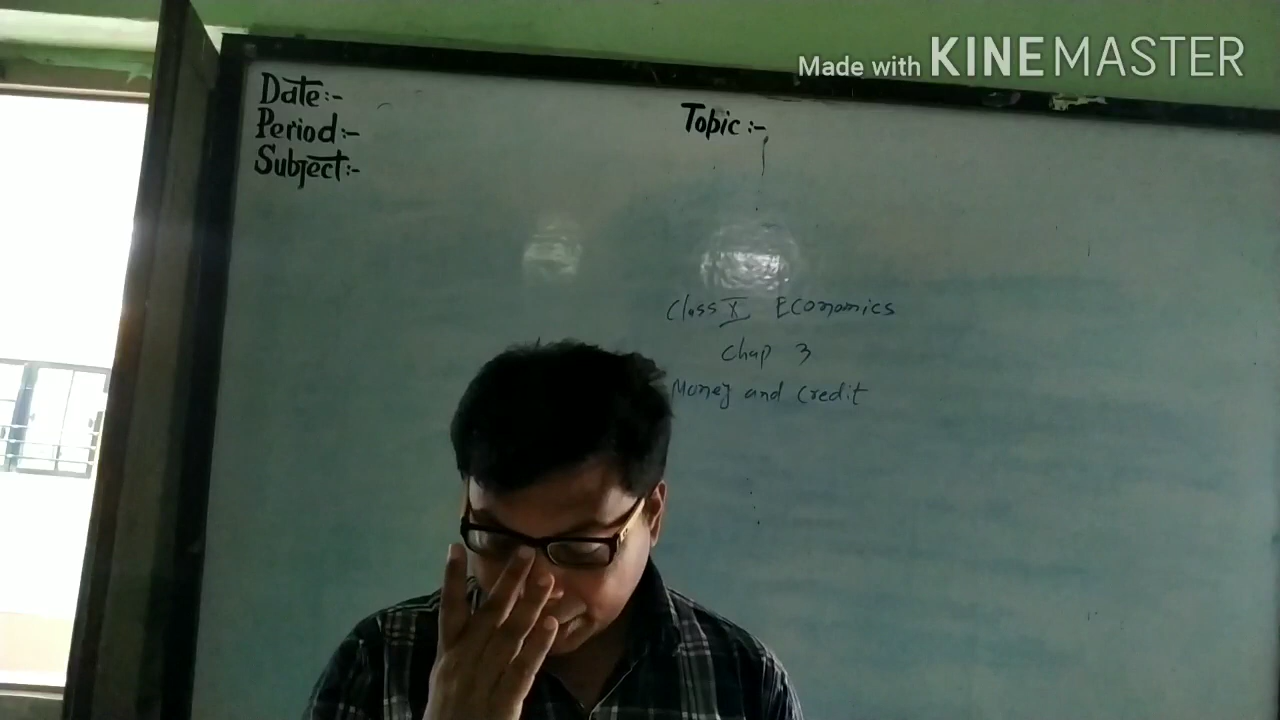 Made with KINEMASTER
Date:-
Topic :-
Period:-
Subject:-
Class X Economics
Chap 3
Money and Credit